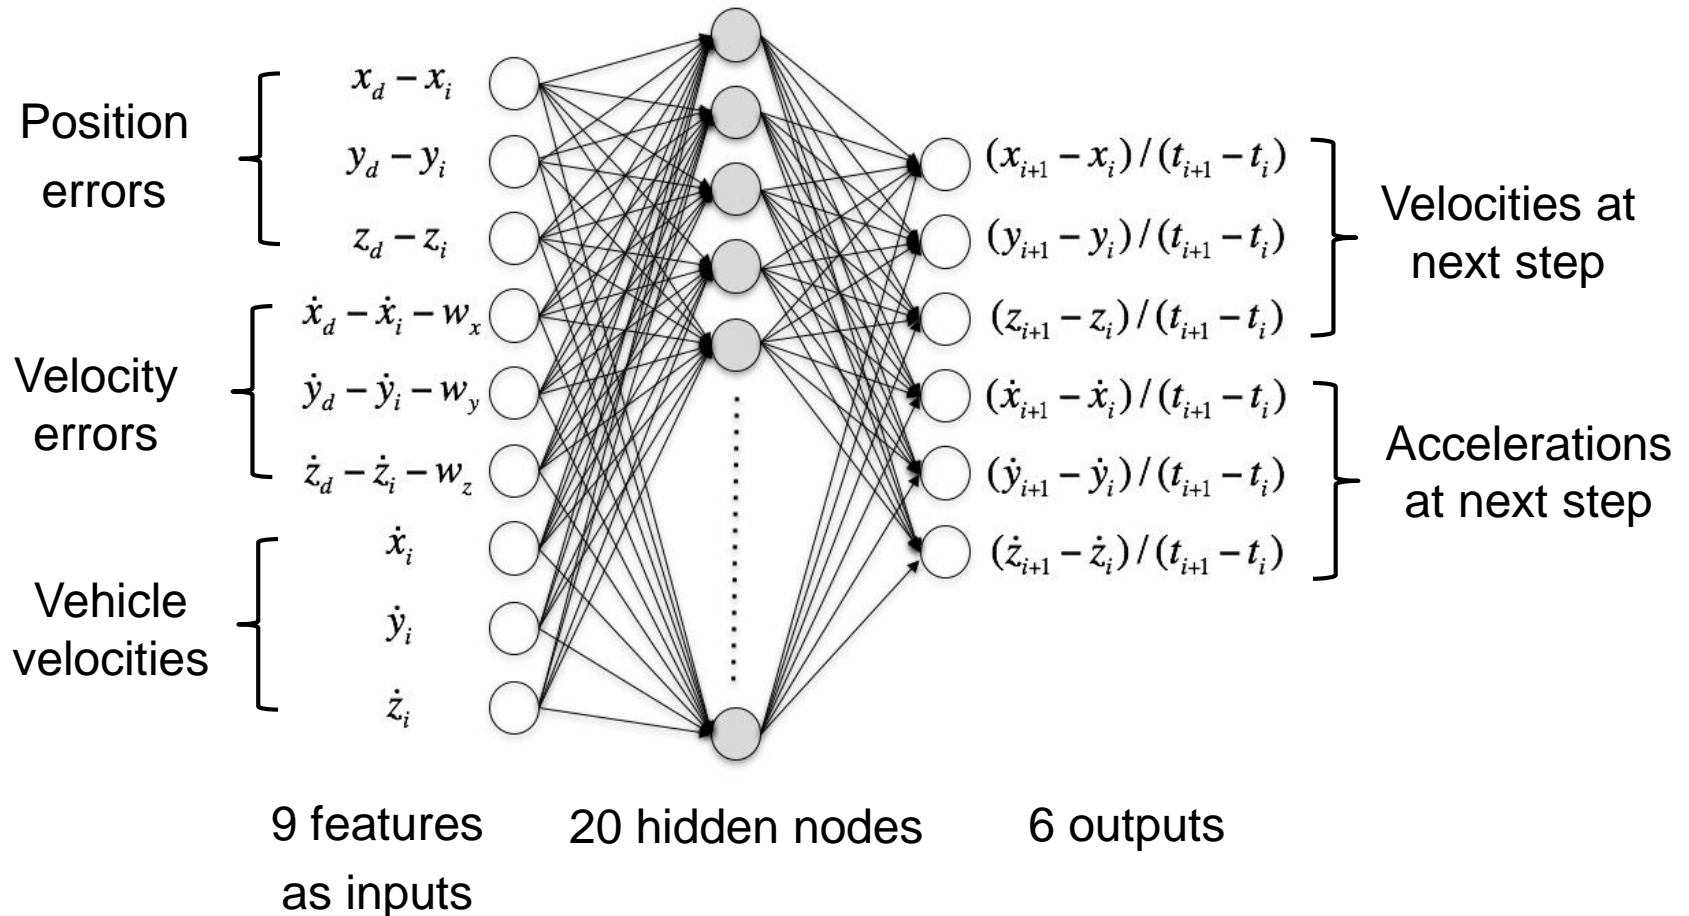 Position
errors
x_d − x_i
y_d − y_i
z_d − z_i
Velocity
errors
ẋ_d − ẋ_i − w_x
ẏ_d − ẏ_i − w_y
ż_d − ż_i − w_z
Vehicle
velocities
ẋ_i
ẏ_i
ż_i
(x_{i+1} − x_i) / (t_{i+1} − t_i)
(y_{i+1} − y_i) / (t_{i+1} − t_i)
(z_{i+1} − z_i) / (t_{i+1} − t_i)
Velocities at
next step
(ẋ_{i+1} − ẋ_i) / (t_{i+1} − t_i)
(ẏ_{i+1} − ẏ_i) / (t_{i+1} − t_i)
(ż_{i+1} − ż_i) / (t_{i+1} − t_i)
Accelerations
at next step
9 features
as inputs
20 hidden nodes
6 outputs